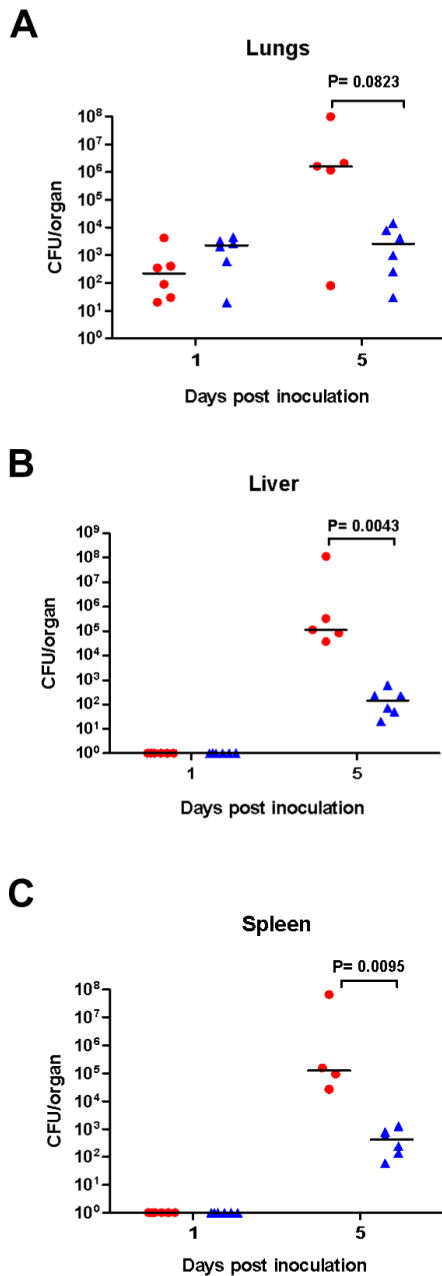 A
Lungs
P= 0.0823
10⁸
10⁷
10⁶
10⁵
10⁴
10³
10²
10¹
10⁰
CFU/organ
1 5
Days post inoculation
B
Liver
P= 0.0043
10⁹
10⁸
10⁷
10⁶
10⁵
10⁴
10³
10²
10¹
10⁰
CFU/organ
1 5
Days post inoculation
C
Spleen
P= 0.0095
10⁸
10⁷
10⁶
10⁵
10⁴
10³
10²
10¹
10⁰
CFU/organ
1 5
Days post inoculation